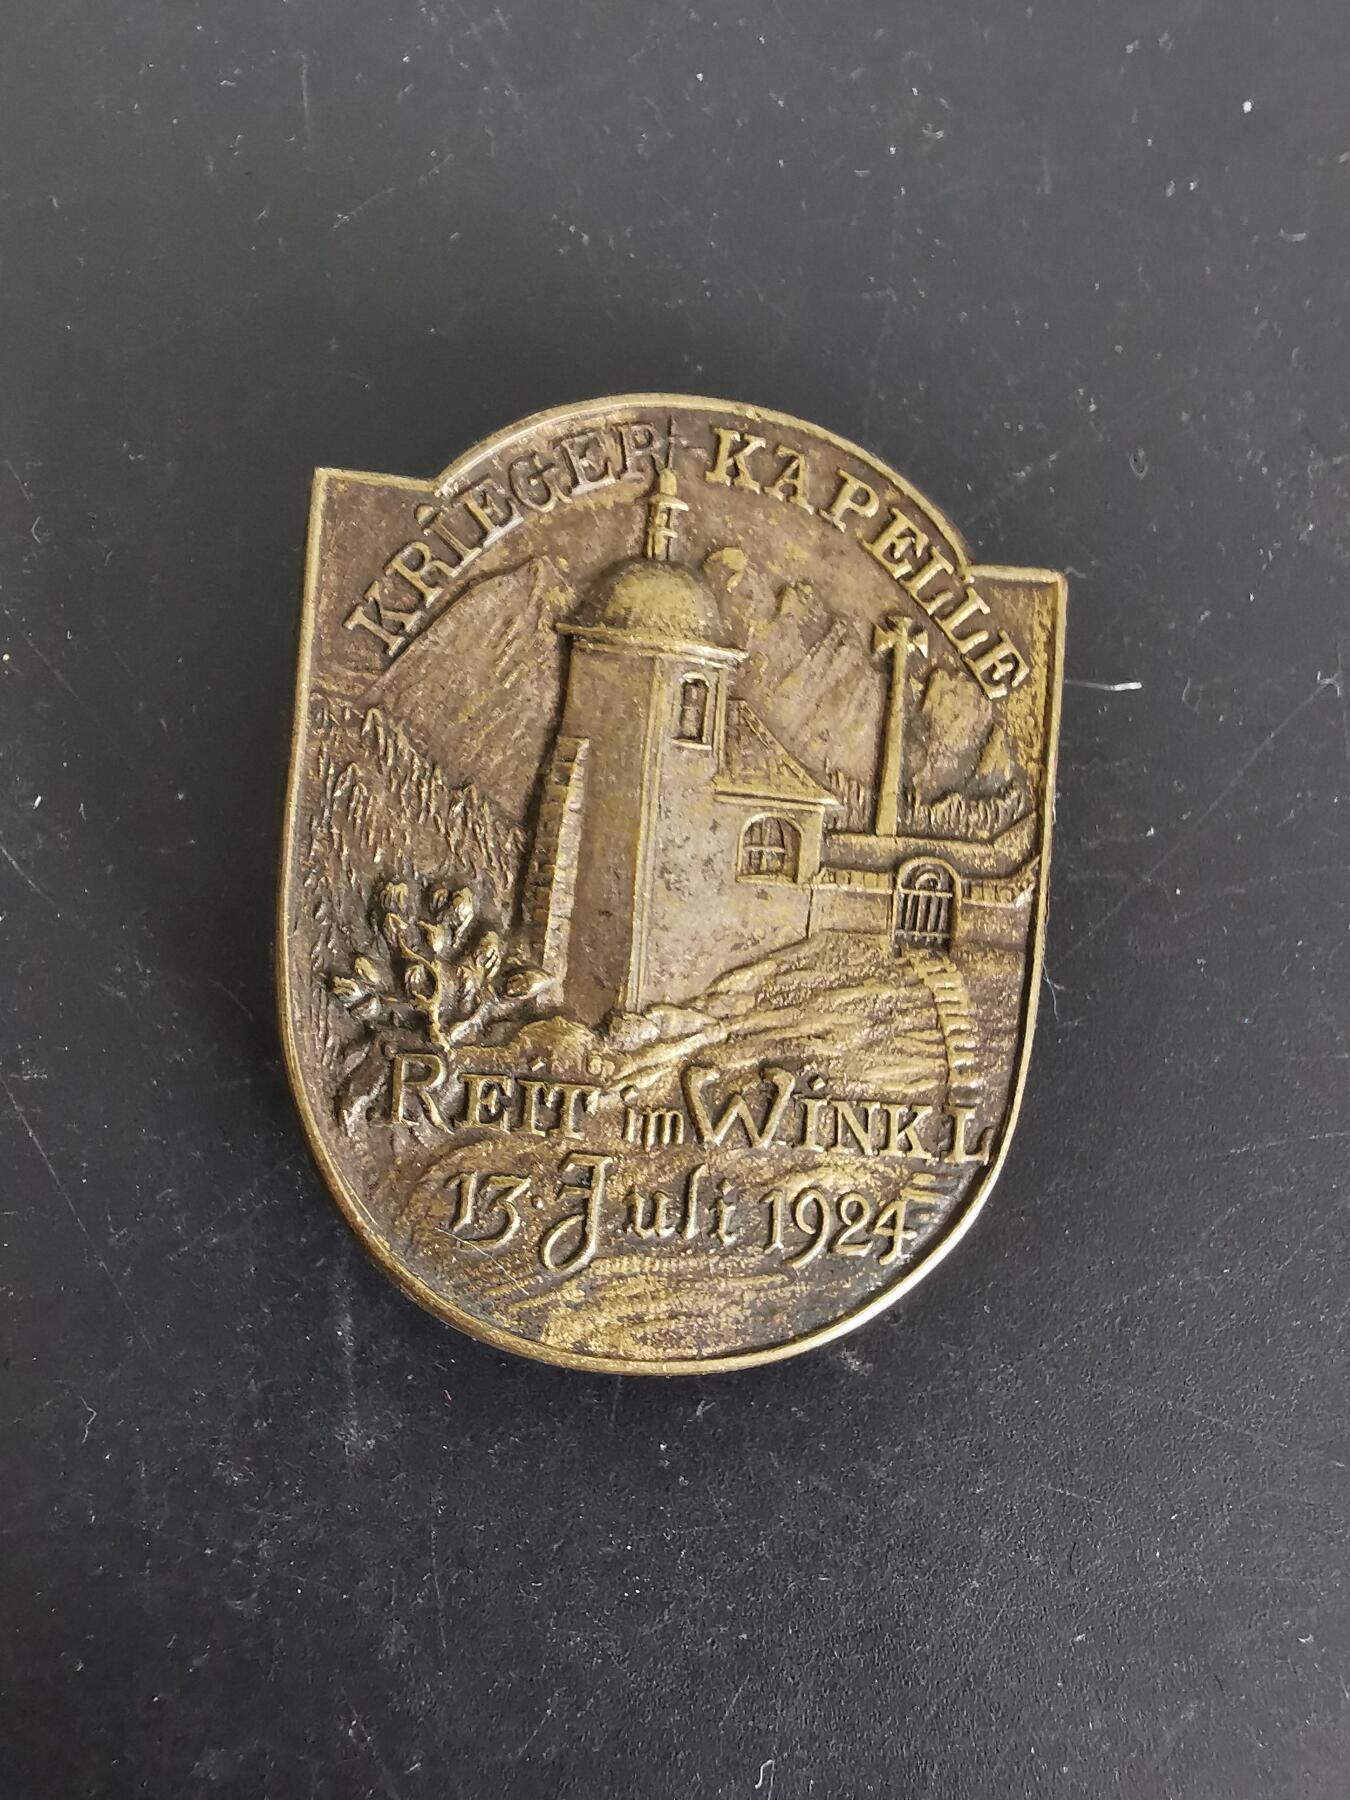 KRIEGER-KAPELLE
REIT im WINKL
13. Juli 1924